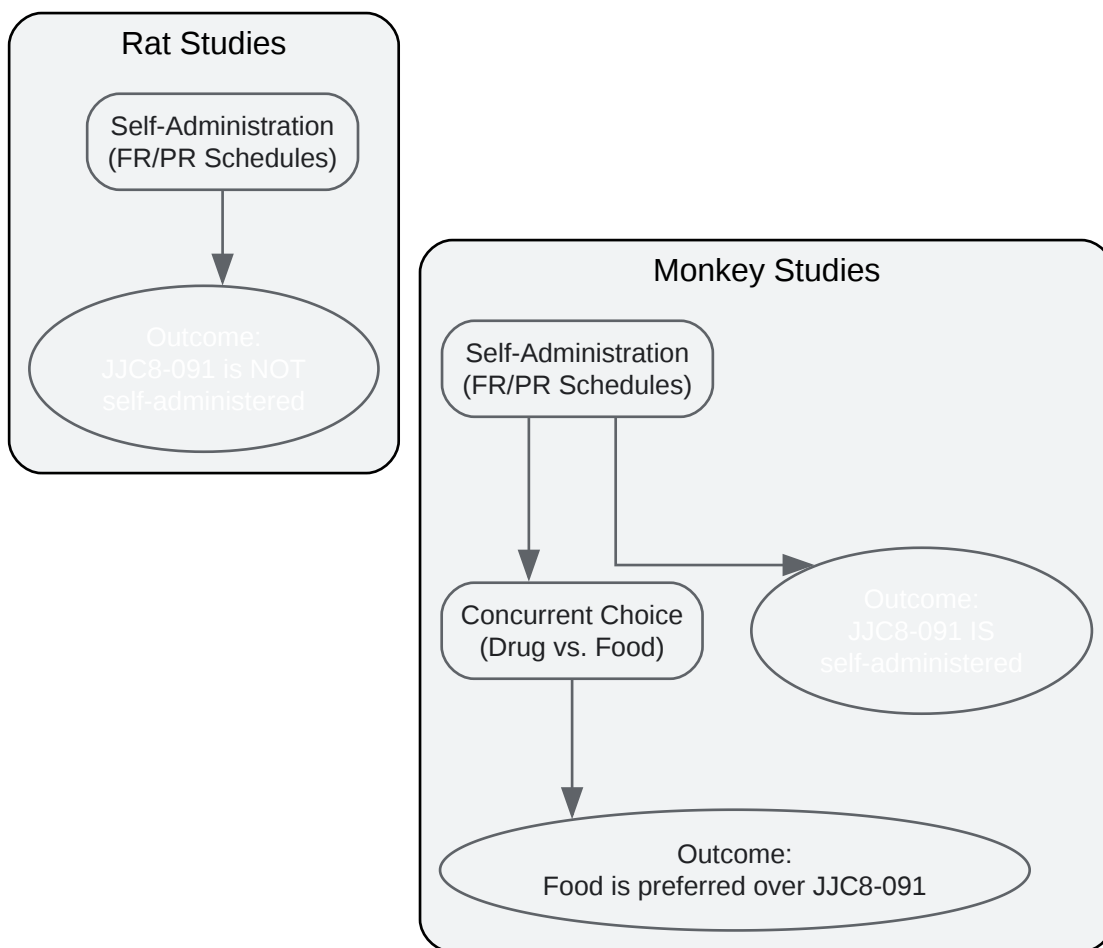 Rat Studies
Self-Administration
(FR/PR Schedules)
Outcome:
JJC8-091 is NOT
self-administered
Monkey Studies
Self-Administration
(FR/PR Schedules)
Concurrent Choice
(Drug vs. Food)
Outcome:
JJC8-091 IS
self-administered
Outcome:
Food is preferred over JJC8-091